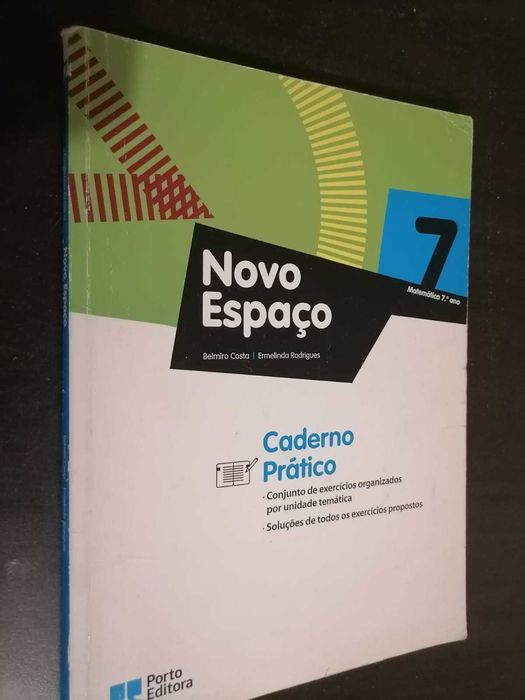 7
Matemática 7.º ano
Novo
Espaço
Belmiro Costa | Ermelinda Rodrigues
Caderno
Prático
· Conjunto de exercícios organizados
por unidade temática
· Soluções de todos os exercícios propostos
Porto
Editora
Novo Espaço